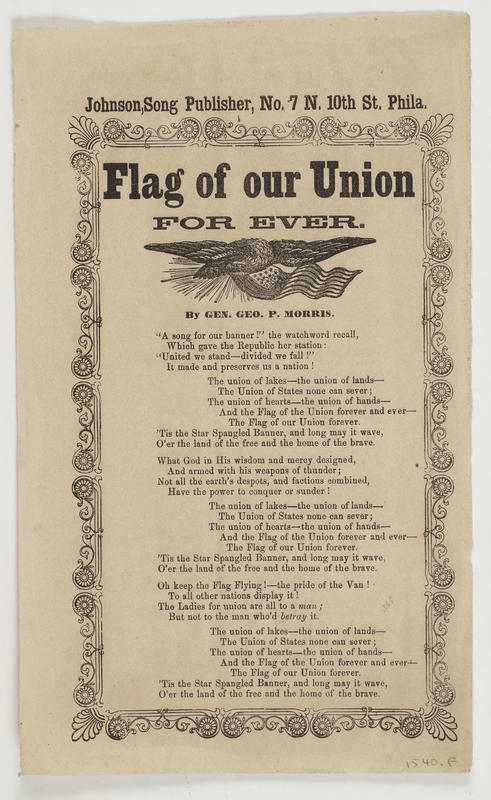 Johnson, Song Publisher, No. 7 N. 10th St. Phila.
Flag of our Union
FOR EVER.
By GEN. GEO. P. MORRIS.
"A song for our banner!" the watchword recall,
Which gave the Republic her station:
"United we stand—divided we fall!"
It made and preserves us a nation!
The union of lakes—the union of lands—
The Union of States none can sever;
The union of hearts—the union of hands—
And the Flag of the Union forever and ever—
The Flag of our Union forever.
'Tis the Star Spangled Banner, and long may it wave,
O'er the land of the free and the home of the brave.
What God in His wisdom and mercy designed,
And armed with his weapons of thunder;
Not all the earth's despots, and factions combined,
Have the power to conquer or sunder!
The union of lakes—the union of lands—
The Union of States none can sever;
The union of hearts—the union of hands—
And the Flag of the Union forever and ever—
The Flag of our Union forever.
'Tis the Star Spangled Banner, and long may it wave,
O'er the land of the free and the home of the brave.
Oh keep the Flag Flying!—the pride of the Van!
To all other nations display it!
The Ladies for union are all to a man;
But not to the man who'd betray it.
The union of lakes—the union of lands—
The Union of States none can sever;
The union of hearts—the union of hands—
And the Flag of the Union forever and ever—
The Flag of our Union forever.
'Tis the Star Spangled Banner, and long may it wave,
O'er the land of the free and the home of the brave.
1540.F